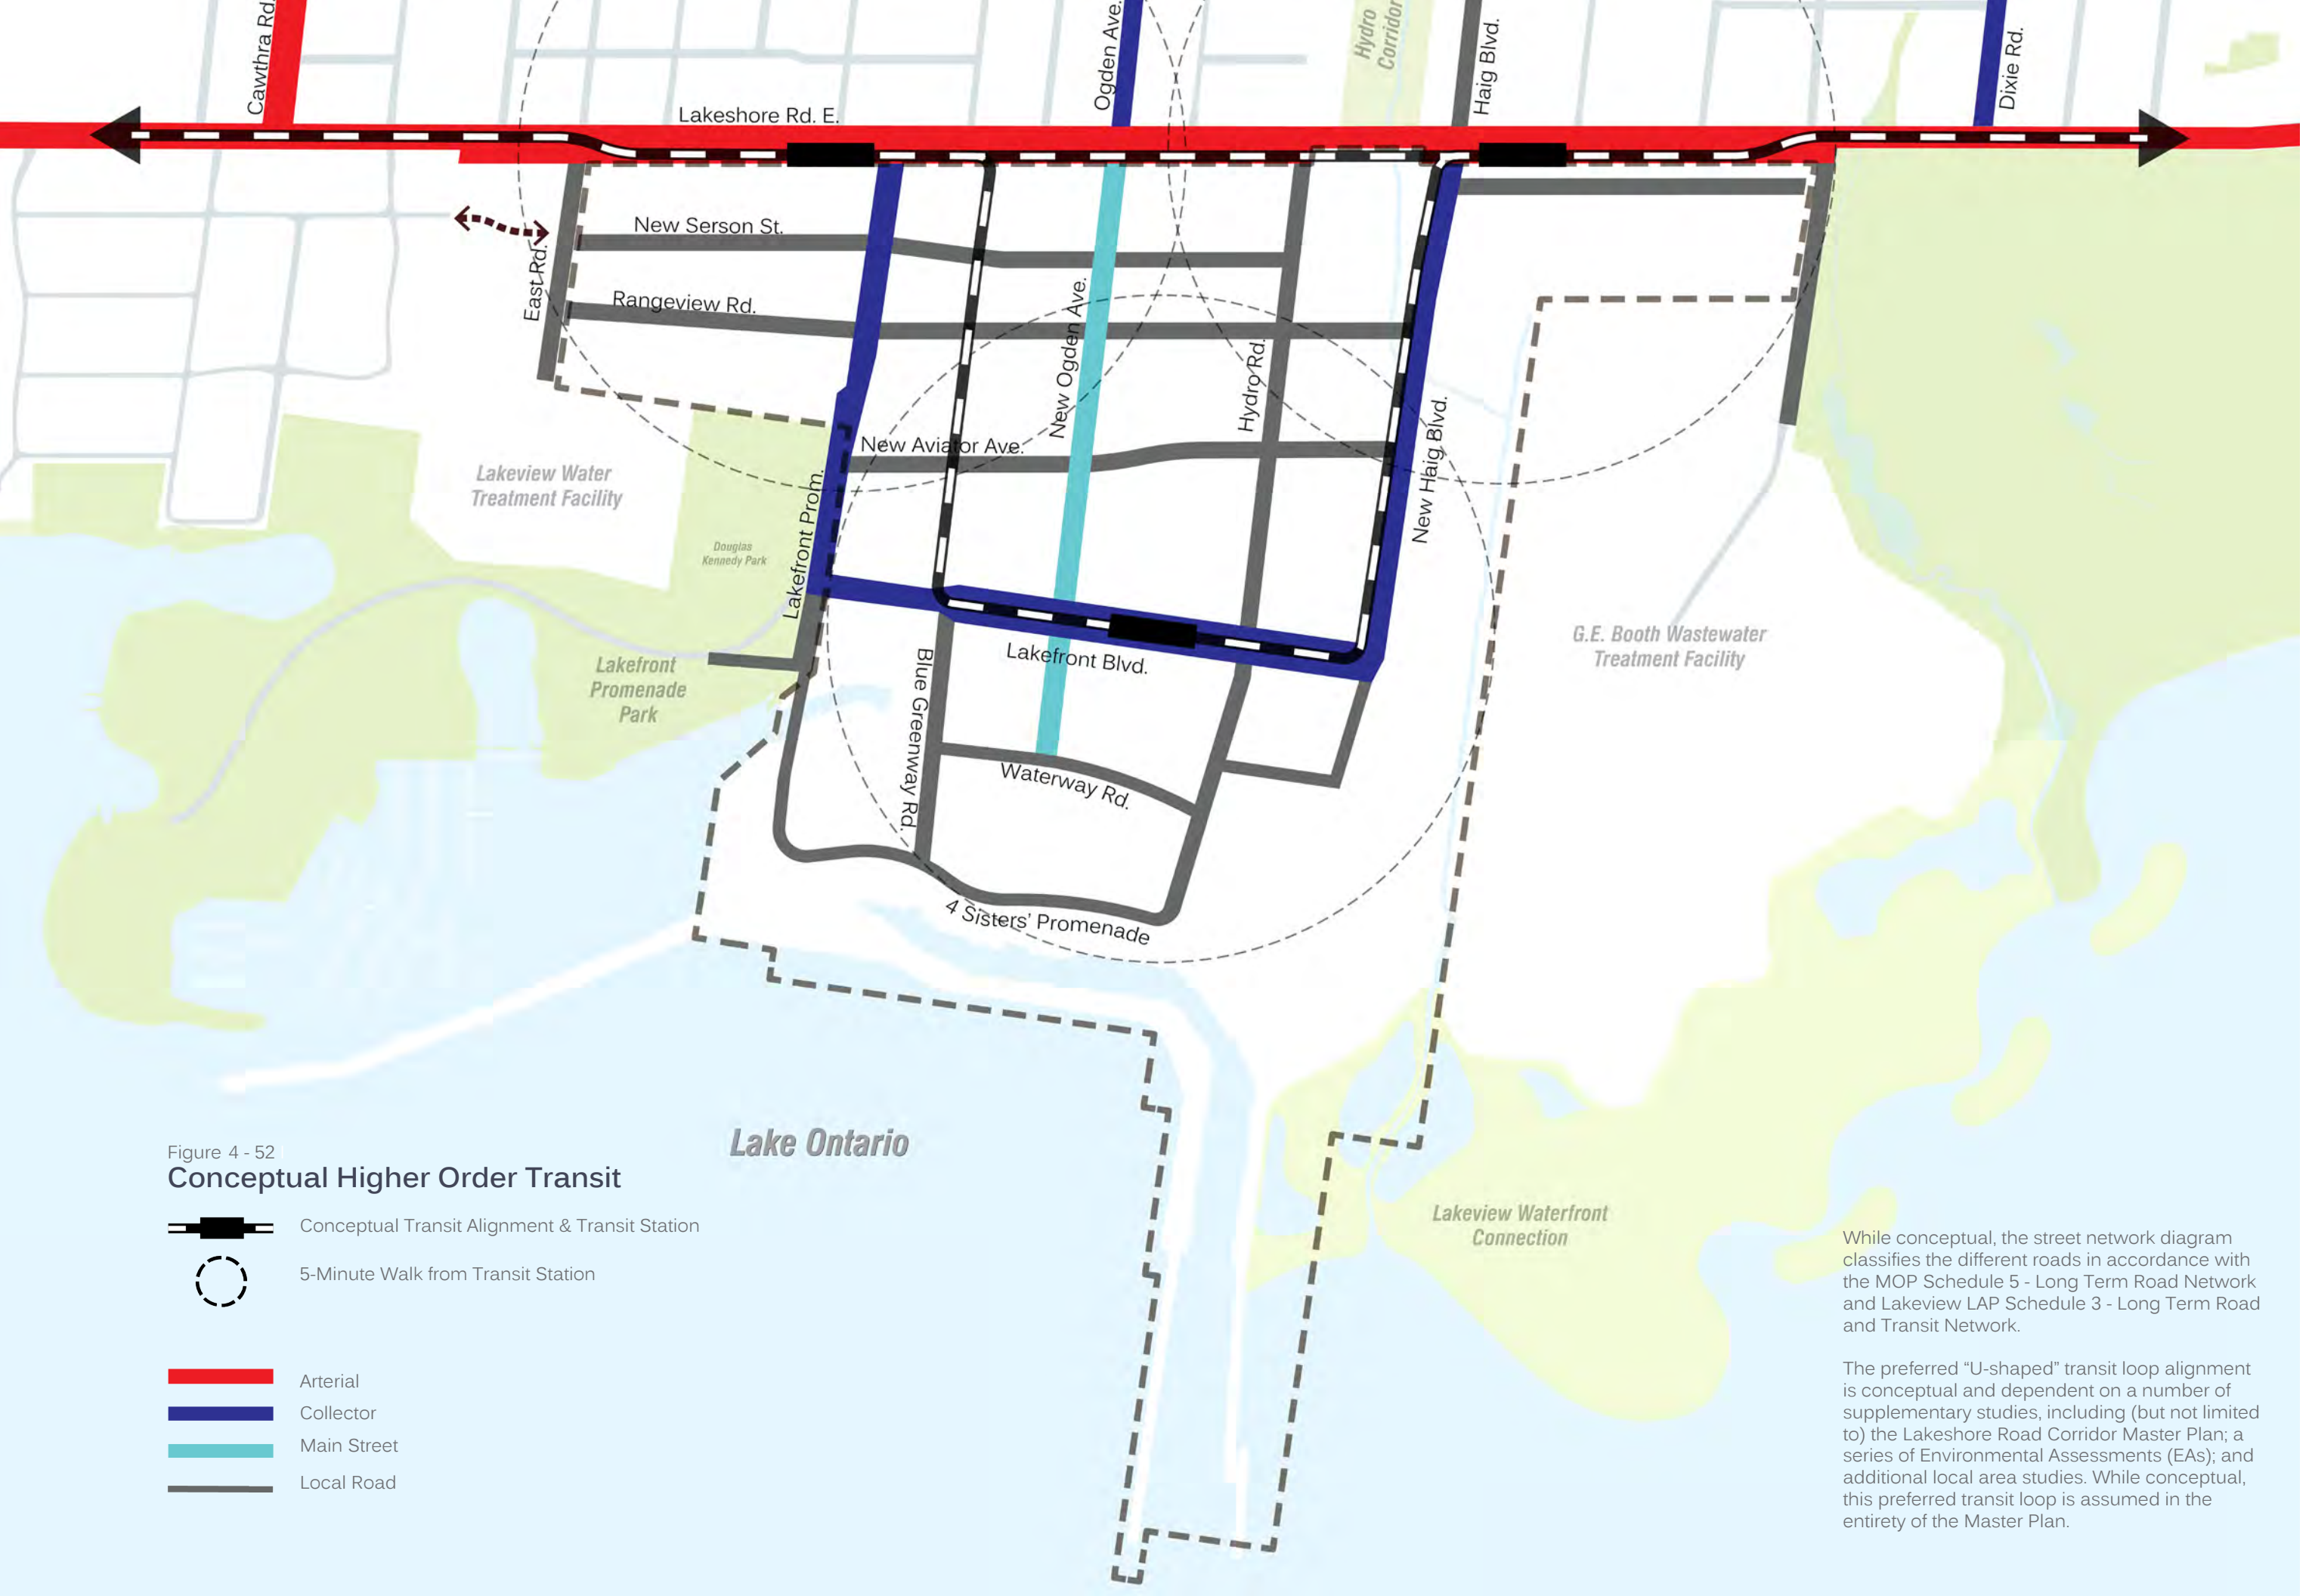 Cawthra Rd
Ogden Ave.
Hydro
Corridor
Haig Blvd.
Dixie Rd.
Lakeshore Rd. E.
New Serson St.
East Rd.
Rangeview Rd.
New Ogden Ave.
Hydro Rd.
New Aviator Ave.
New Haig Blvd.
Lakeview Water
Treatment Facility
Lakefront Prom.
Douglas
Kennedy Park
Lakefront
Promenade
Park
Blue Greenway Rd.
Lakefront Blvd.
G.E. Booth Wastewater
Treatment Facility
Waterway Rd.
4 Sisters’ Promenade
Lake Ontario
Lakeview Waterfront
Connection
Figure 4 - 52
Conceptual Higher Order Transit
Conceptual Transit Alignment & Transit Station
5-Minute Walk from Transit Station
Arterial
Collector
Main Street
Local Road
While conceptual, the street network diagram
classifies the different roads in accordance with
the MOP Schedule 5 - Long Term Road Network
and Lakeview LAP Schedule 3 - Long Term Road
and Transit Network.
The preferred “U-shaped” transit loop alignment
is conceptual and dependent on a number of
supplementary studies, including (but not limited
to) the Lakeshore Road Corridor Master Plan; a
series of Environmental Assessments (EAs); and
additional local area studies. While conceptual,
this preferred transit loop is assumed in the
entirety of the Master Plan.